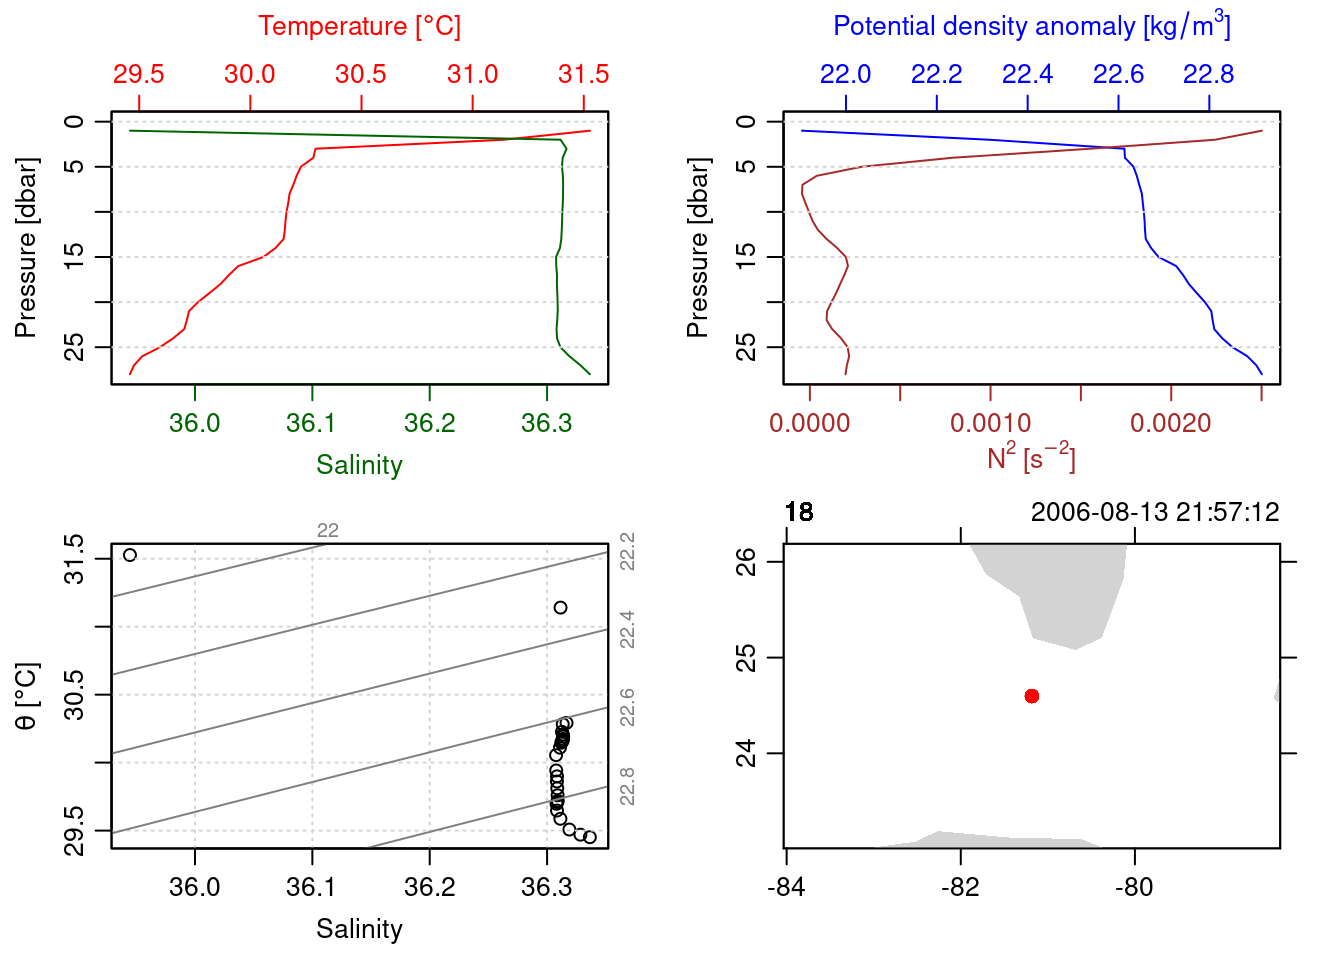 Temperature [°C]
29.5 30.0 30.5 31.0 31.5
Pressure [dbar]
0
5
15
25
36.0 36.1 36.2 36.3
Salinity
Potential density anomaly [kg/m³]
22.0 22.2 22.4 22.6 22.8
Pressure [dbar]
0
5
15
25
0.0000 0.0010 0.0020
N² [s⁻²]
22
22.2
22.4
22.6
22.8
θ [°C]
31.5
30.5
29.5
36.0 36.1 36.2 36.3
Salinity
18 2006-08-13 21:57:12
26
25
24
-84 -82 -80